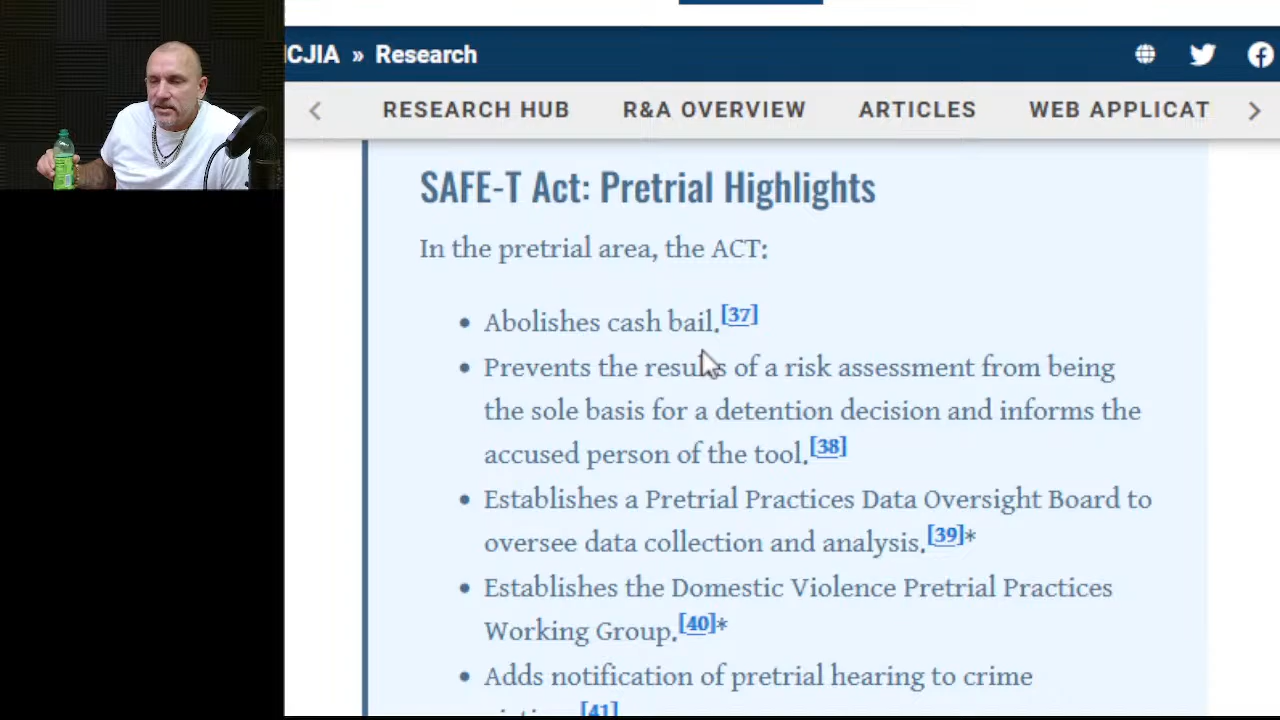 CJIA » Research
RESEARCH HUB R&A OVERVIEW ARTICLES WEB APPLICAT
SAFE-T Act: Pretrial Highlights
In the pretrial area, the ACT:
• Abolishes cash bail.[37]
• Prevents the results of a risk assessment from being
the sole basis for a detention decision and informs the
accused person of the tool.[38]
• Establishes a Pretrial Practices Data Oversight Board to
oversee data collection and analysis.[39]*
• Establishes the Domestic Violence Pretrial Practices
Working Group.[40]*
• Adds notification of pretrial hearing to crime
[41]